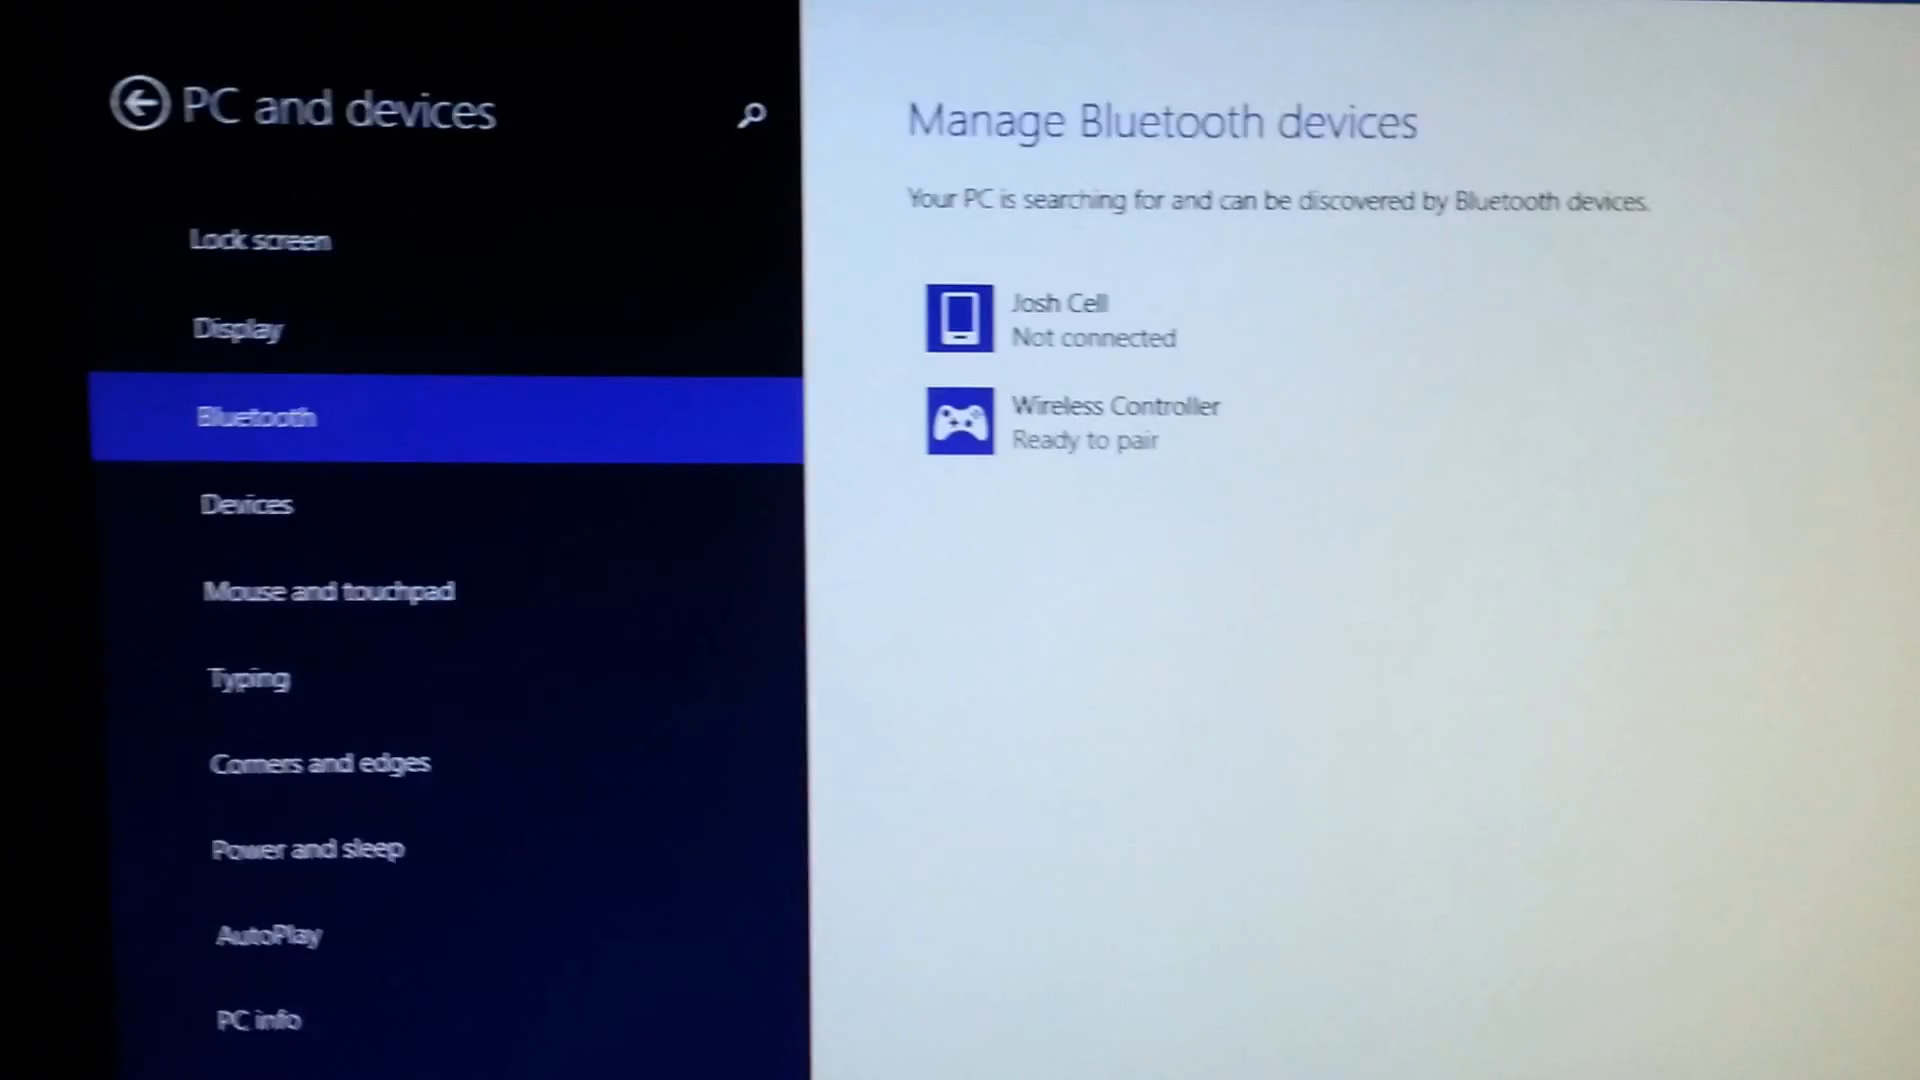 PC and devices
Lock screen
Display
Bluetooth
Devices
Mouse and touchpad
Typing
Corners and edges
Power and sleep
AutoPlay
PC info
Manage Bluetooth devices
Your PC is searching for and can be discovered by Bluetooth devices.
Josh Cell
Not connected
Wireless Controller
Ready to pair